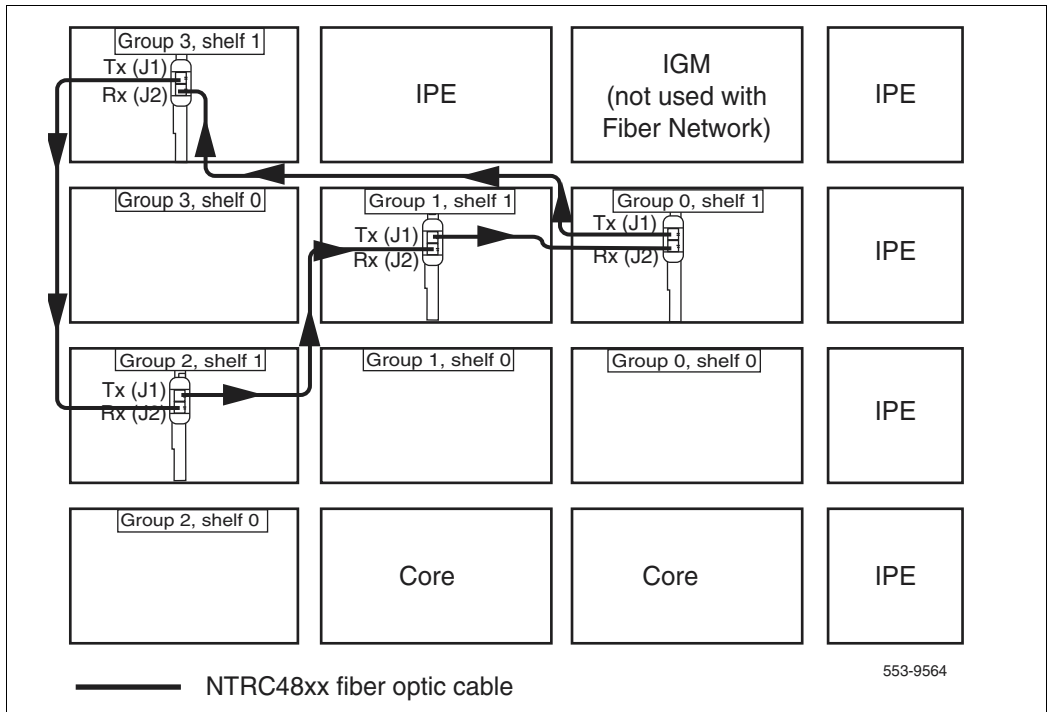 Group 3, shelf 1
Tx (J1)
Rx (J2)
IPE
IGM
(not used with
Fiber Network)
IPE
Group 3, shelf 0
Group 1, shelf 1
Tx (J1)
Rx (J2)
Group 0, shelf 1
Tx (J1)
Rx (J2)
IPE
Group 2, shelf 1
Tx (J1)
Rx (J2)
Group 1, shelf 0
Group 0, shelf 0
IPE
Group 2, shelf 0
Core
Core
IPE
553-9564
NTRC48xx fiber optic cable